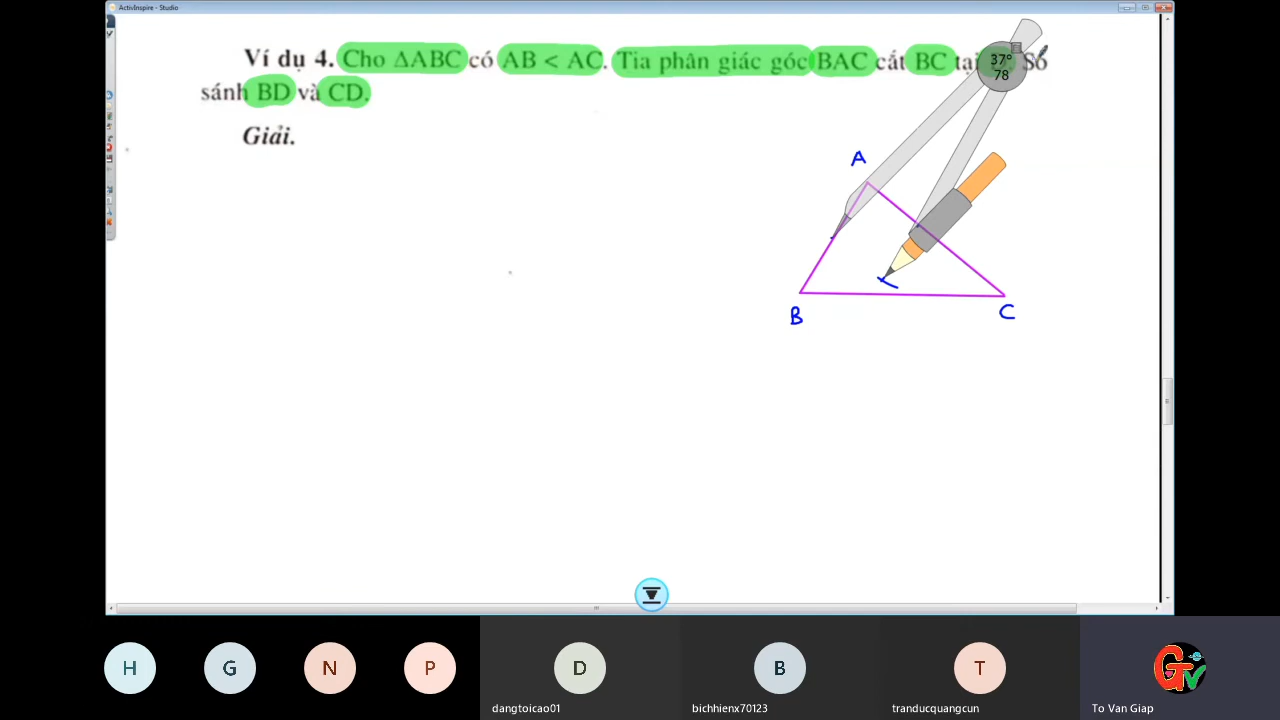 ActivInspire - Studio
Ví dụ 4. Cho ΔABC có AB < AC. Tia phân giác góc BAC cắt BC tại So
sánh BD và CD.
Giải.
37°
78
A
B
C
H
G
N
P
D
B
T
GV
dangtoicao01
bichhienx70123
tranducquangcun
To Van Giap